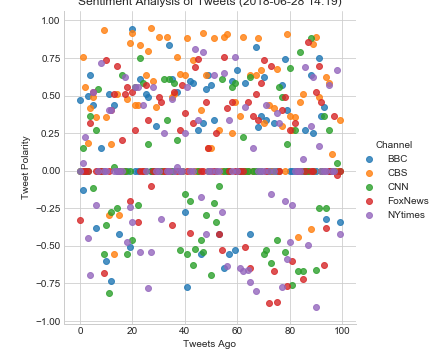 Sentiment Analysis of Tweets (2018-06-28 14:19)
1.00
0.75
0.50
0.25
0.00
−0.25
−0.50
−0.75
−1.00
Tweet Polarity
0 20 40 60 80 100
Tweets Ago
Channel
BBC
CBS
CNN
FoxNews
NYtimes